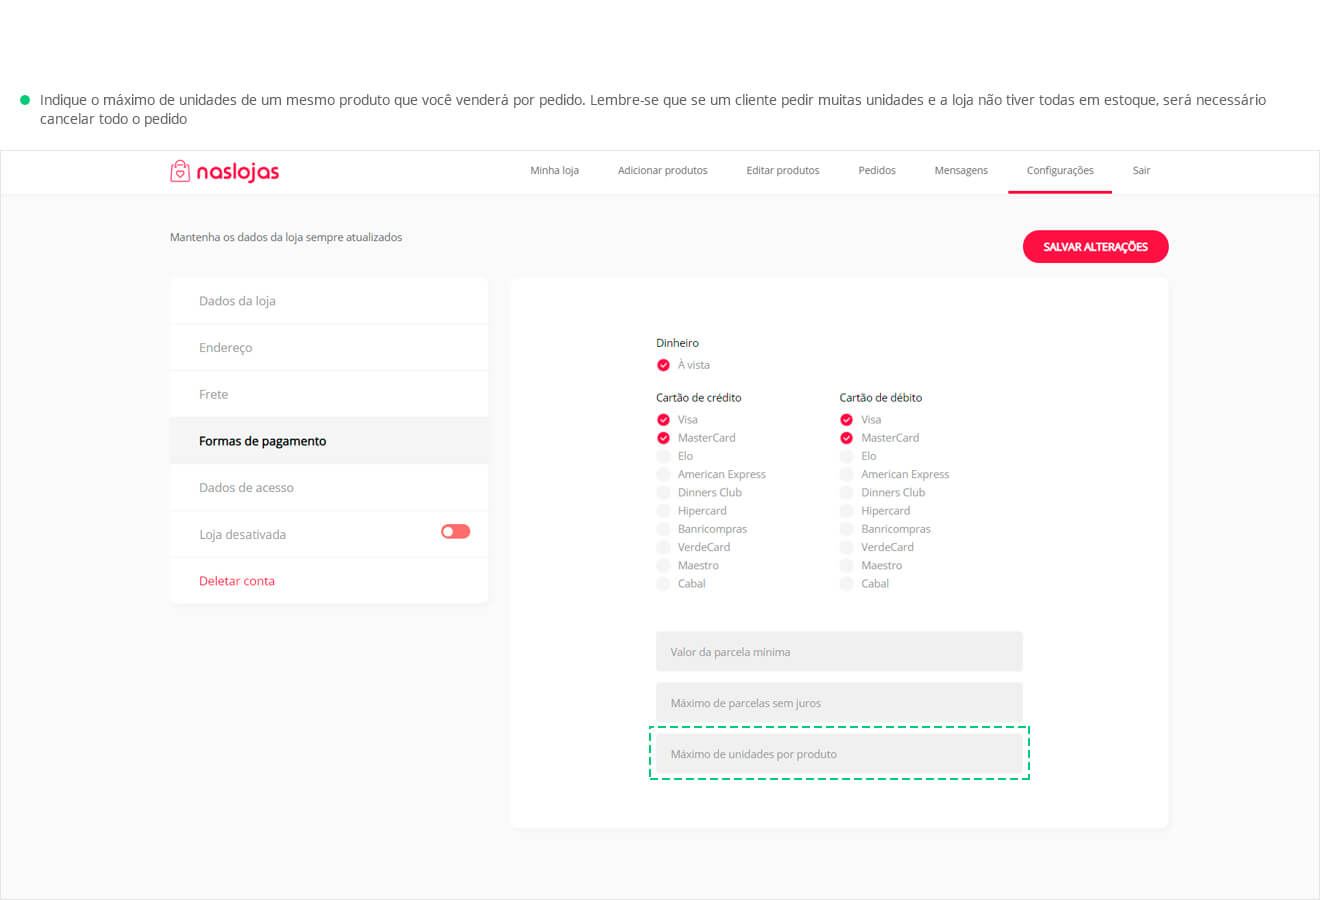 Indique o máximo de unidades de um mesmo produto que você venderá por pedido. Lembre-se que se um cliente pedir muitas unidades e a loja não tiver todas em estoque, será necessário
cancelar todo o pedido
naslojas
Minha loja
Adicionar produtos
Editar produtos
Pedidos
Mensagens
Configurações
Sair
Mantenha os dados da loja sempre atualizados
SALVAR ALTERAÇÕES
Dados da loja
Endereço
Frete
Formas de pagamento
Dados de acesso
Loja desativada
Deletar conta
Dinheiro
À vista
Cartão de crédito
Visa
MasterCard
Elo
American Express
Dinners Club
Hipercard
Banricompras
VerdeCard
Maestro
Cabal
Cartão de débito
Visa
MasterCard
Elo
American Express
Dinners Club
Hipercard
Banricompras
VerdeCard
Maestro
Cabal
Valor da parcela mínima
Máximo de parcelas sem juros
Máximo de unidades por produto